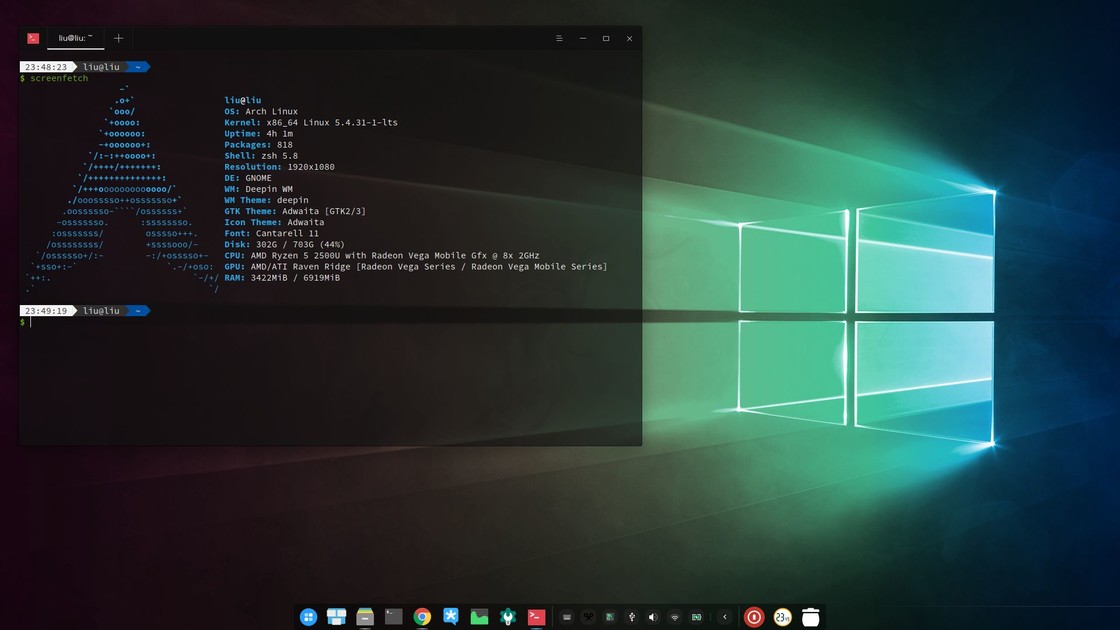 liu@liu: ~
23:48:23 liu@liu ~
$ screenfetch
liu@liu
OS: Arch Linux
Kernel: x86_64 Linux 5.4.31-1-lts
Uptime: 4h 1m
Packages: 818
Shell: zsh 5.8
Resolution: 1920x1080
DE: GNOME
WM: Deepin WM
WM Theme: deepin
GTK Theme: Adwaita [GTK2/3]
Icon Theme: Adwaita
Font: Cantarell 11
Disk: 302G / 703G (44%)
CPU: AMD Ryzen 5 2500U with Radeon Vega Mobile Gfx @ 8x 2GHz
GPU: AMD/ATI Raven Ridge [Radeon Vega Series / Radeon Vega Mobile Series]
RAM: 3422MiB / 6919MiB
23:49:19 liu@liu ~
$